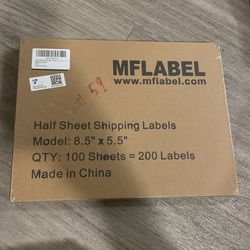 MFLABEL
www.mflabel.com
Half Sheet Shipping Labels
Model: 8.5" x 5.5"
QTY: 100 Sheets = 200 Labels
Made in China